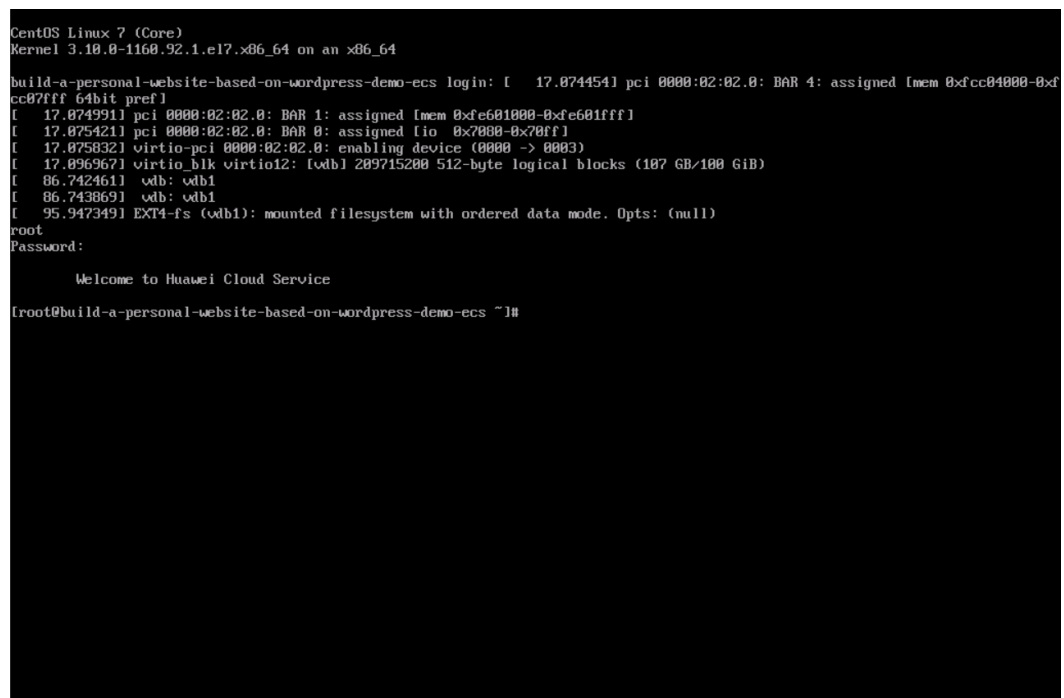 CentOS Linux 7 (Core)
Kernel 3.10.0-1160.92.1.el7.x86_64 on an x86_64
build-a-personal-website-based-on-wordpress-demo-ecs login: [   17.074454] pci 0000:02:02.0: BAR 4: assigned [mem 0xfcc04000-0xf
cc07fff 64bit pref]
[   17.074991] pci 0000:02:02.0: BAR 1: assigned [mem 0xfe601000-0xfe601fff]
[   17.075421] pci 0000:02:02.0: BAR 0: assigned [io  0x7080-0x70ff]
[   17.075832] virtio-pci 0000:02:02.0: enabling device (0000 -> 0003)
[   17.096967] virtio_blk virtio12: [vdb] 209715200 512-byte logical blocks (107 GB/100 GiB)
[   86.742461]  vdb: vdb1
[   86.743869]  vdb: vdb1
[   95.947349] EXT4-fs (vdb1): mounted filesystem with ordered data mode. Opts: (null)
root
Password:
Welcome to Huawei Cloud Service
[root@build-a-personal-website-based-on-wordpress-demo-ecs ~]#